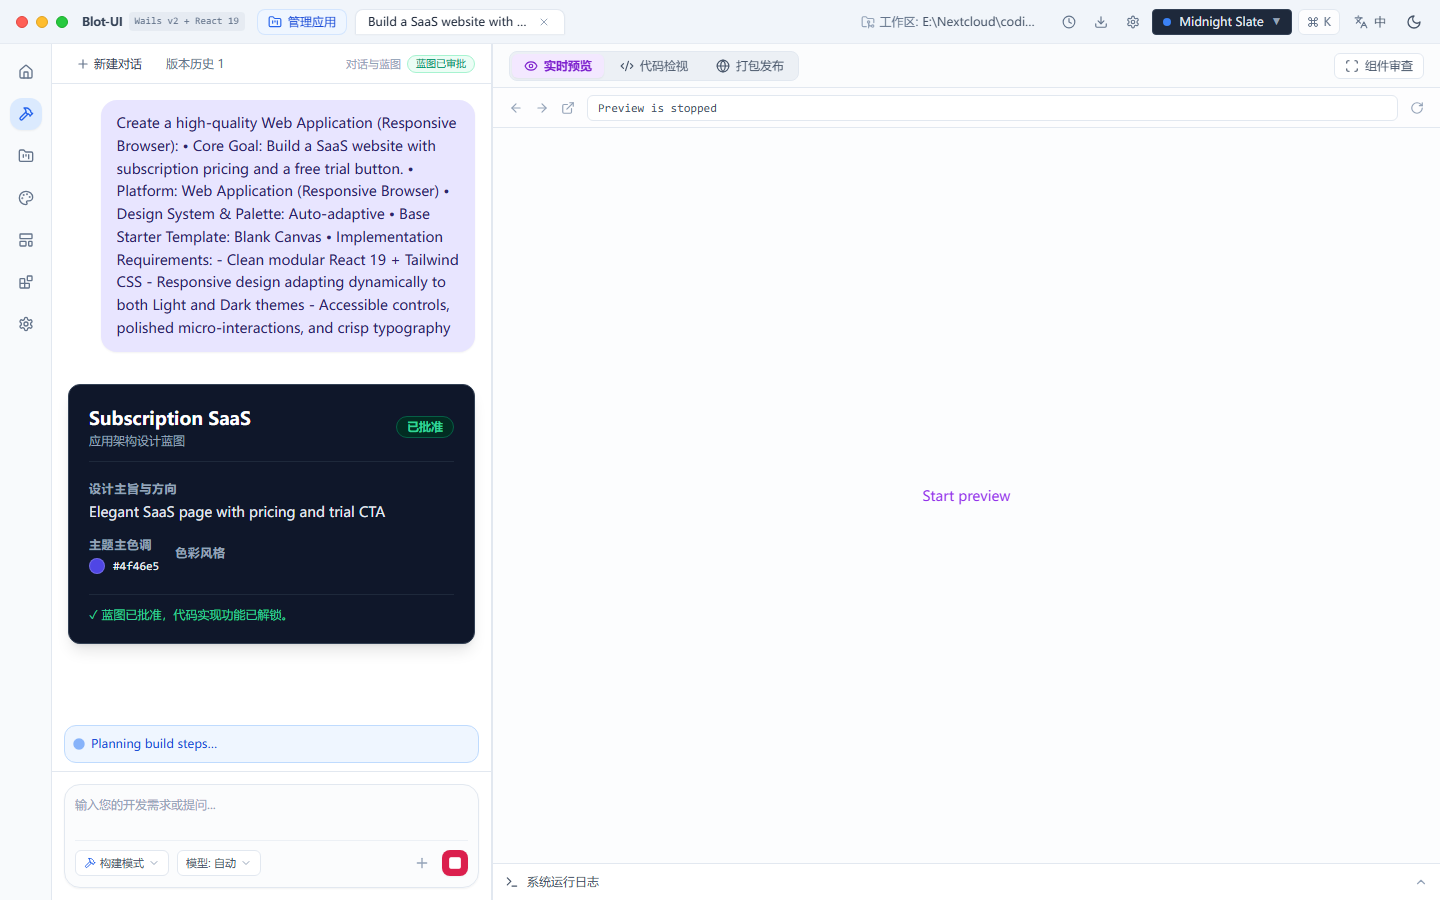 Blot-UI
Wails v2 + React 19
管理应用
Build a SaaS website with ...
工作区: E:\Nextcloud\codi...
Midnight Slate
⌘ K
中
新建对话
版本历史 1
对话与蓝图
蓝图已审批
实时预览
代码检视
打包发布
组件审查
Preview is stopped
Create a high-quality Web Application (Responsive
Browser): • Core Goal: Build a SaaS website with
subscription pricing and a free trial button. •
Platform: Web Application (Responsive Browser) •
Design System & Palette: Auto-adaptive • Base
Starter Template: Blank Canvas • Implementation
Requirements: - Clean modular React 19 + Tailwind
CSS - Responsive design adapting dynamically to
both Light and Dark themes - Accessible controls,
polished micro-interactions, and crisp typography
Subscription SaaS
已批准
应用架构设计蓝图
设计主旨与方向
Elegant SaaS page with pricing and trial CTA
主题主色调
色彩风格
#4f46e5
✓ 蓝图已批准，代码实现功能已解锁。
Start preview
Planning build steps...
输入您的开发需求或提问...
构建模式
模型: 自动
系统运行日志